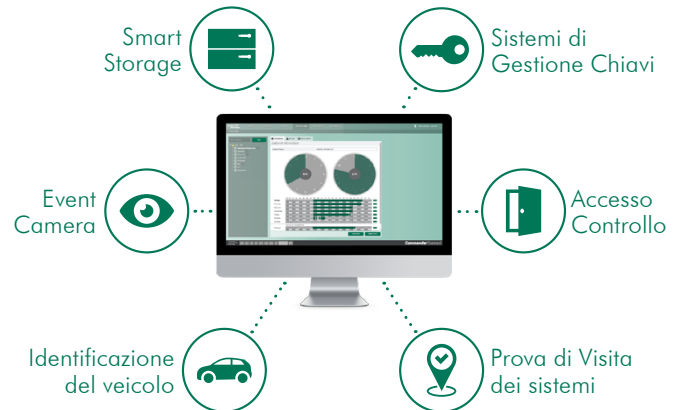 Smart
Storage
Sistemi di
Gestione Chiavi
Event
Camera
Accesso
Controllo
Identificazione
del veicolo
Prova di Visita
dei sistemi